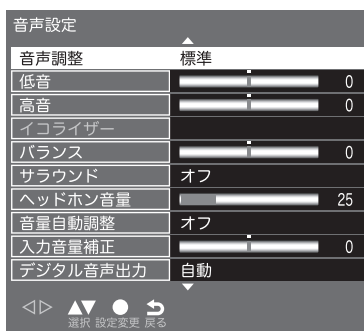 音声設定
音声調整 標準
低音 0
高音 0
イコライザー
バランス 0
サラウンド オフ
ヘッドホン音量 25
音量自動調整 オフ
入力音量補正 0
デジタル音声出力 自動
選択 設定変更 戻る